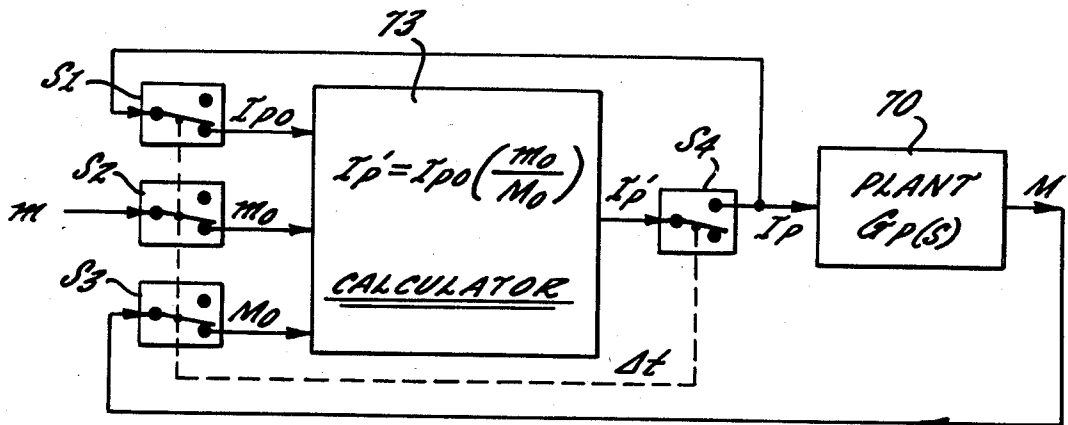 73
S1
Ipo
S2
m
mo
S3
Mo
Ip' = Ipo(mo/Mo)
CALCULATOR
Ip'
S4
Ip
Δt
70
PLANT
Gp(s)
M